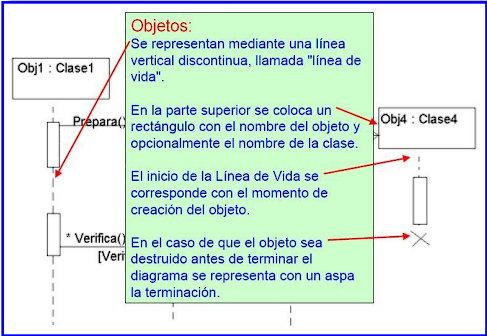 Objetos:
Se representan mediante una línea
vertical discontinua, llamada "línea de
vida".
En la parte superior se coloca un
rectángulo con el nombre del objeto y
opcionalmente el nombre de la clase.
El inicio de la Línea de Vida se
corresponde con el momento de
creación del objeto.
En el caso de que el objeto sea
destruido antes de terminar el
diagrama se representa con un aspa
la terminación.
Obj1 : Clase1
Prepara()
* Verifica()
[Veri
Obj4 : Clase4